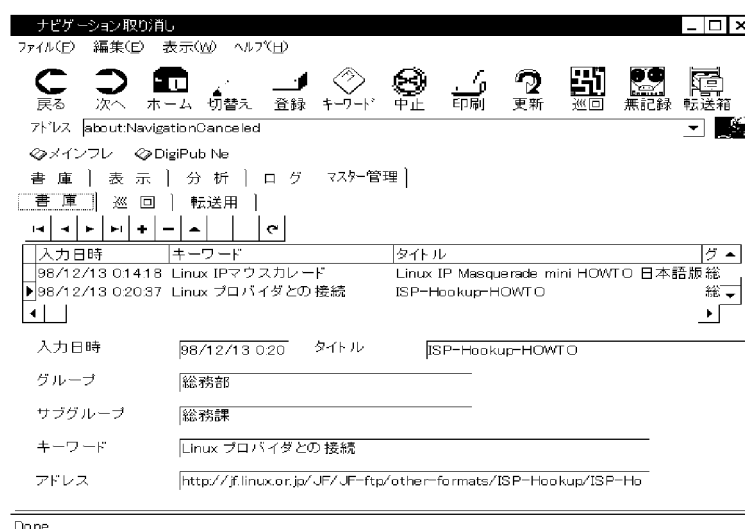 ナビゲーション取り消し
ファイル(F) 編集(E) 表示(W) ヘルプ(H)
戻る 次へ ホーム 切替え 登録 キーワード 中止 印刷 更新 巡回 無記録 転送箱
アドレス about:NavigationCanceled
メインフレ DigiPub Ne
書庫 表示 分析 ログ マスター管理
書庫 巡回 転送用
入力日時 キーワード タイトル グ
98/12/13 0:14:18 Linux IPマウスカレード Linux IP Masquerade mini HOWTO 日本語版 総
98/12/13 0:20:37 Linux プロバイダとの接続 ISP-Hookup-HOWTO 総
入力日時 98/12/13 0:20 タイトル ISP-Hookup-HOWTO
グループ 総務部
サブグループ 総務課
キーワード Linux プロバイダとの接続
アドレス http://jf.linux.or.jp/JF/JF-ftp/other-formats/ISP-Hookup/ISP-Ho
Done